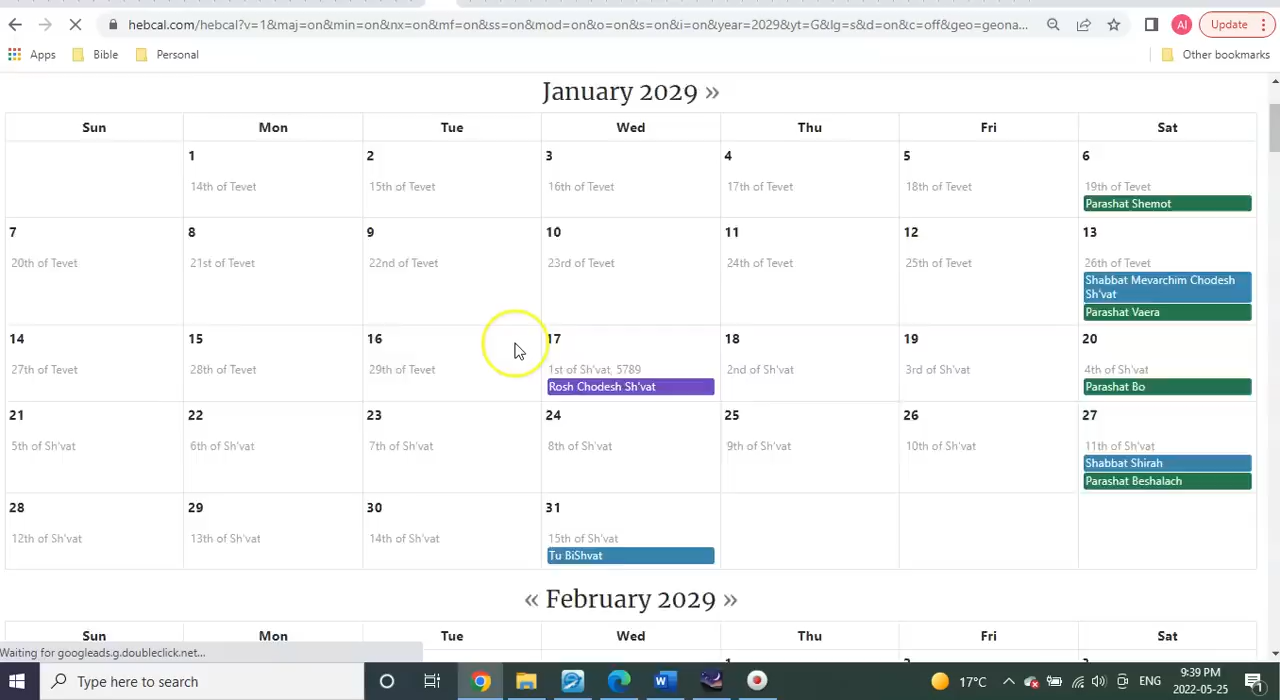 hebcal.com/hebcal?v=1&maj=on&min=on&nx=on&mf=on&ss=on&mod=on&o=on&s=on&i=on&year=2029&yt=G&lg=s&d=on&c=off&geo=geona...
AI
Update
Apps
Bible
Personal
Other bookmarks
January 2029 »
Sun Mon Tue Wed Thu Fri Sat
1 2 3 4 5 6
14th of Tevet 15th of Tevet 16th of Tevet 17th of Tevet 18th of Tevet 19th of Tevet
Parashat Shemot
7 8 9 10 11 12 13
20th of Tevet 21st of Tevet 22nd of Tevet 23rd of Tevet 24th of Tevet 25th of Tevet 26th of Tevet
Shabbat Mevarchim Chodesh
Sh'vat
Parashat Vaera
14 15 16 17 18 19 20
27th of Tevet 28th of Tevet 29th of Tevet 1st of Sh'vat, 5789 2nd of Sh'vat 3rd of Sh'vat 4th of Sh'vat
Rosh Chodesh Sh'vat Parashat Bo
21 22 23 24 25 26 27
5th of Sh'vat 6th of Sh'vat 7th of Sh'vat 8th of Sh'vat 9th of Sh'vat 10th of Sh'vat 11th of Sh'vat
Shabbat Shirah
Parashat Beshalach
28 29 30 31
12th of Sh'vat 13th of Sh'vat 14th of Sh'vat 15th of Sh'vat
Tu BiShvat
« February 2029 »
Sun Mon Tue Wed Thu Fri Sat
Waiting for googleads.g.doubleclick.net...
Type here to search
17°C
ENG
9:39 PM
2022-05-25
1